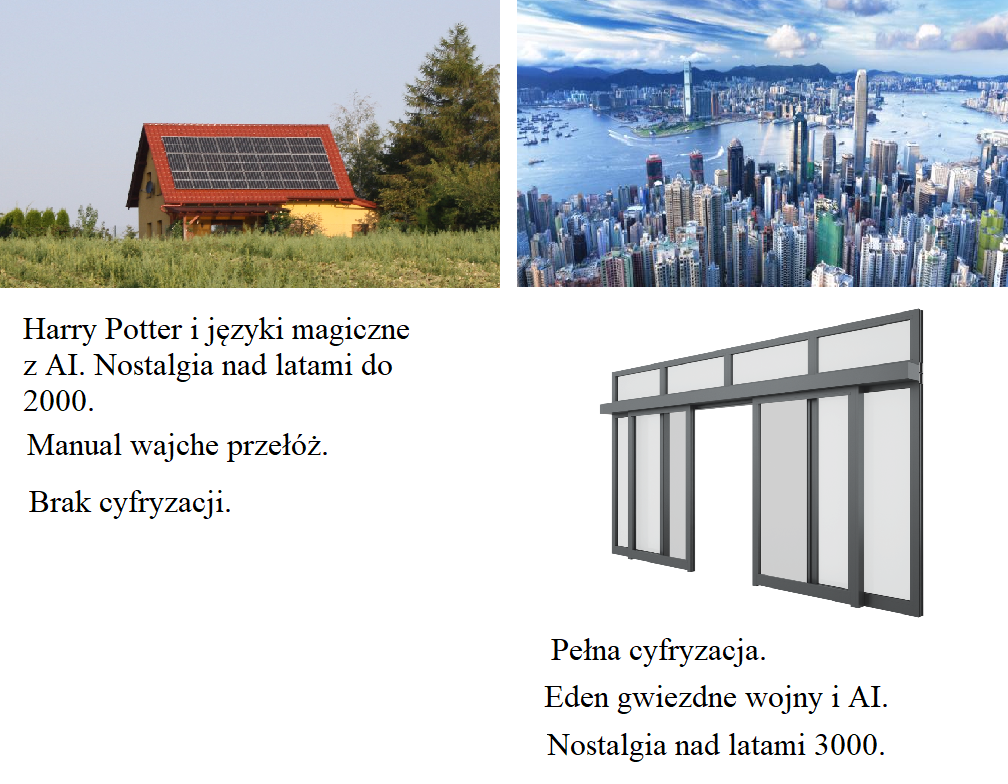 Harry Potter i języki magiczne
z AI. Nostalgia nad latami do
2000.
Manual wajche przełóż.
Brak cyfryzacji.
Pełna cyfryzacja.
Eden gwiezdne wojny i AI.
Nostalgia nad latami 3000.